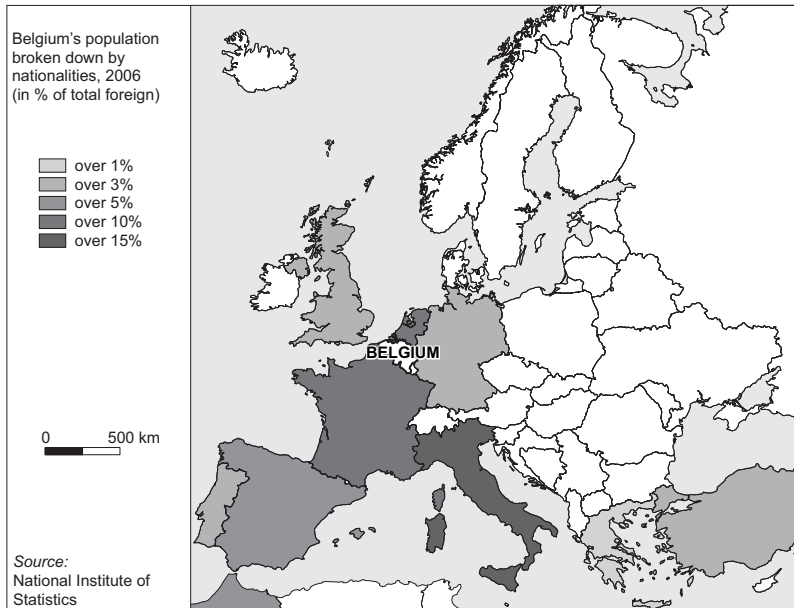 Belgium's population
broken down by
nationalities, 2006
(in % of total foreign)
over 1%
over 3%
over 5%
over 10%
over 15%
BELGIUM
0 500 km
Source:
National Institute of
Statistics